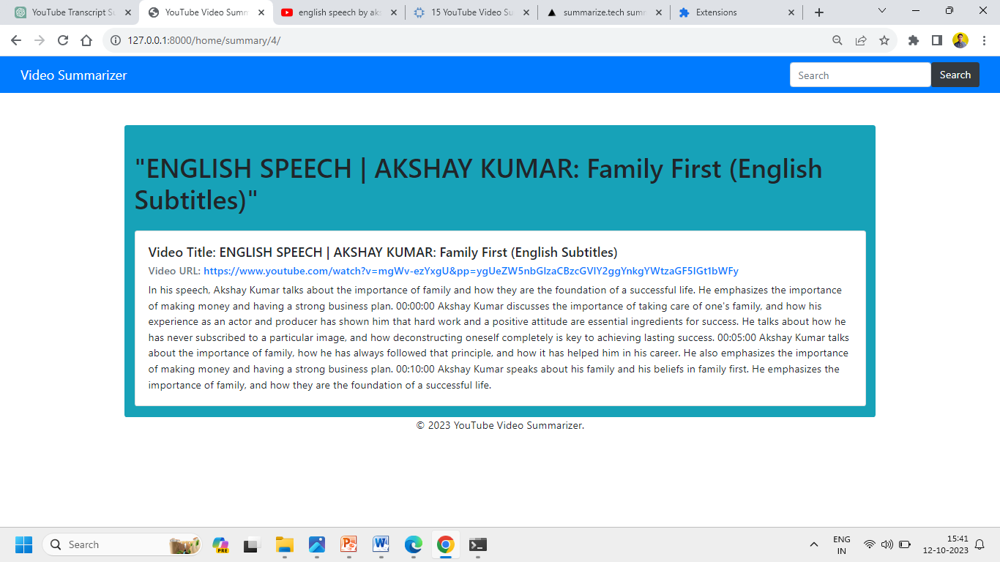 YouTube Transcript Su
YouTube Video Summ
english speech by aks
15 YouTube Video Su
summarize.tech sum
Extensions
127.0.0.1:8000/home/summary/4/
Video Summarizer
Search
Search
"ENGLISH SPEECH | AKSHAY KUMAR: Family First (English
Subtitles)"
Video Title: ENGLISH SPEECH | AKSHAY KUMAR: Family First (English Subtitles)
Video URL: https://www.youtube.com/watch?v=mgWv-ezYxgU&pp=ygUeZW5nbGlzaCBzcGVlY2ggYnkgYWtzaGF5IGt1bWFy
In his speech, Akshay Kumar talks about the importance of family and how they are the foundation of a successful life. He emphasizes the importance
of making money and having a strong business plan. 00:00:00 Akshay Kumar discusses the importance of taking care of one's family, and how his
experience as an actor and producer has shown him that hard work and a positive attitude are essential ingredients for success. He talks about how he
has never subscribed to a particular image, and how deconstructing oneself completely is key to achieving lasting success. 00:05:00 Akshay Kumar talks
about the importance of family, how he has always followed that principle, and how it has helped him in his career. He also emphasizes the importance
of making money and having a strong business plan. 00:10:00 Akshay Kumar speaks about his family and his beliefs in family first. He emphasizes the
importance of family, and how they are the foundation of a successful life.
© 2023 YouTube Video Summarizer.
Search
PRE
ENG
IN
15:41
12-10-2023